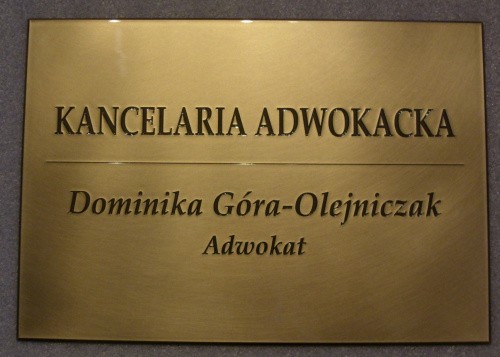 KANCELARIA ADWOKACKA
Dominika Góra-Olejniczak
Adwokat